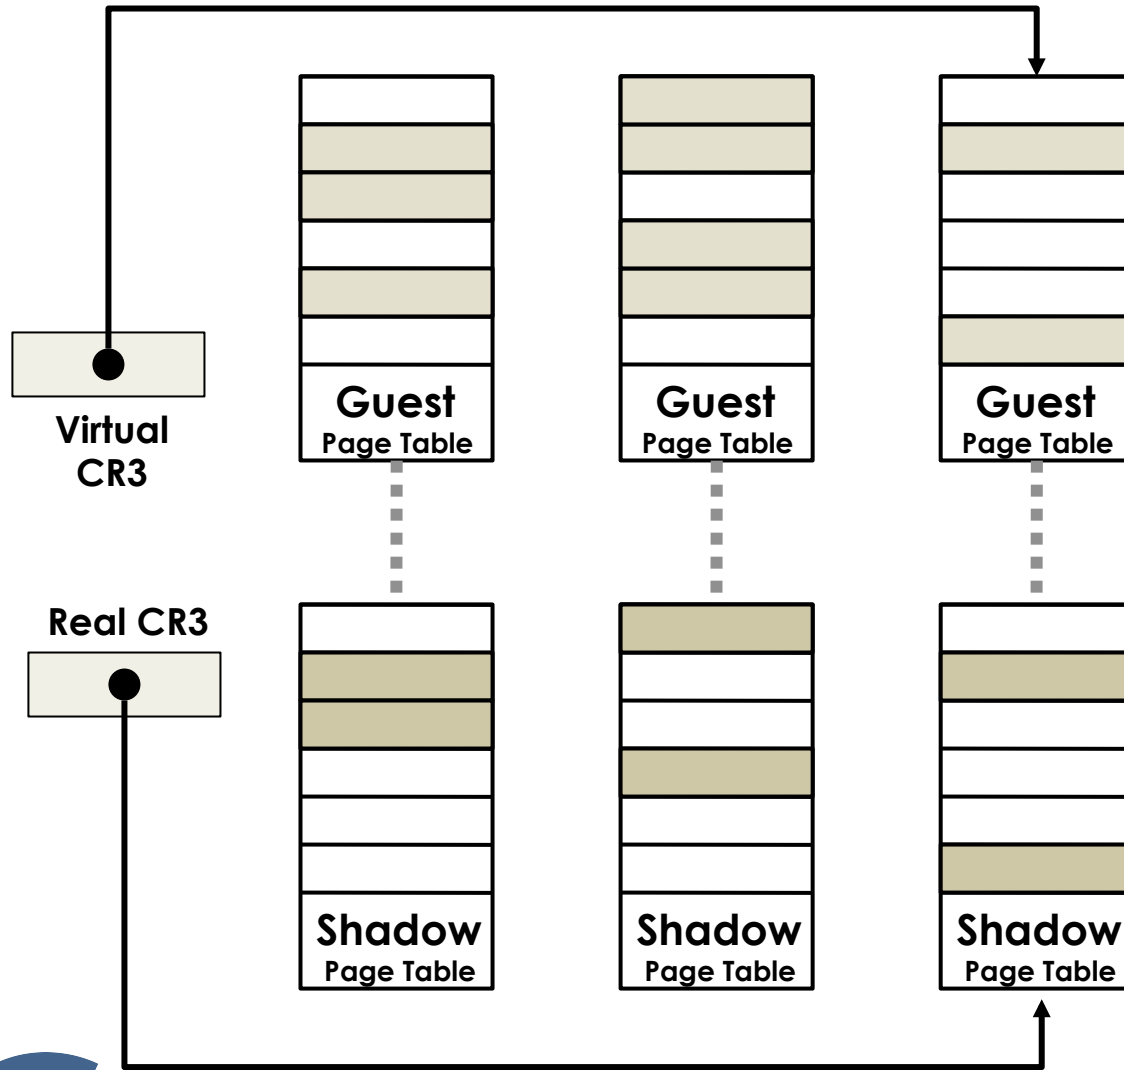 Guest
Page Table
Guest
Page Table
Guest
Page Table
Virtual
CR3
Real CR3
Shadow
Page Table
Shadow
Page Table
Shadow
Page Table